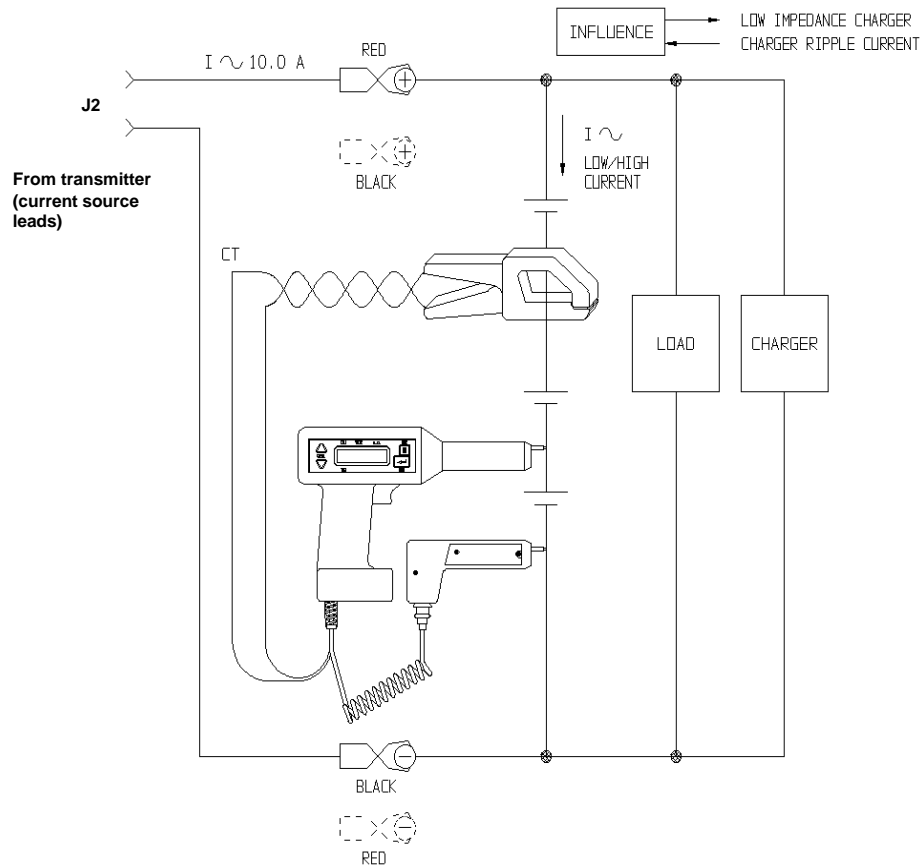 INFLUENCE
LOW IMPEDANCE CHARGER
CHARGER RIPPLE CURRENT
RED
I 10.0 A
+
J2
+
BLACK
I
LOW/HIGH
CURRENT
From transmitter
(current source
leads)
CT
LOAD
CHARGER
−
BLACK
−
RED